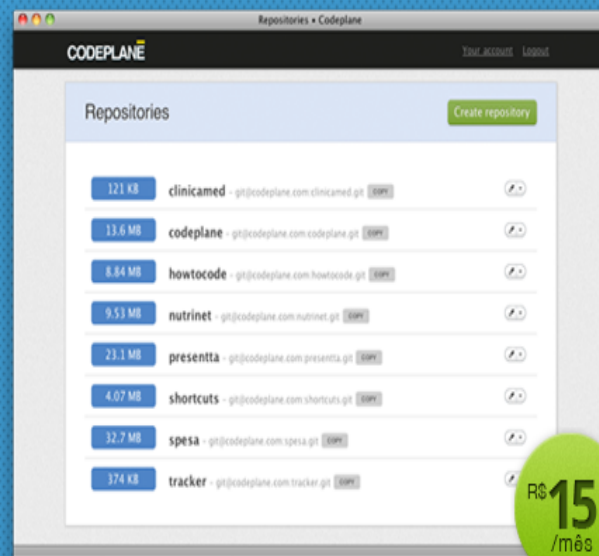 Repositories • Codeplane
CODEPLANE
Your account Logout
Repositories
Create repository
121 KB clinicamed - git@codeplane.com:clinicamed.git COPY
13.6 MB codeplane - git@codeplane.com:codeplane.git COPY
8.84 MB howtocode - git@codeplane.com:howtocode.git COPY
9.53 MB nutrinet - git@codeplane.com:nutrinet.git COPY
23.1 MB presentta - git@codeplane.com:presentta.git COPY
4.07 MB shortcuts - git@codeplane.com:shortcuts.git COPY
32.7 MB spesa - git@codeplane.com:spesa.git COPY
374 KB tracker - git@codeplane.com:tracker.git COPY
R$15
/mês